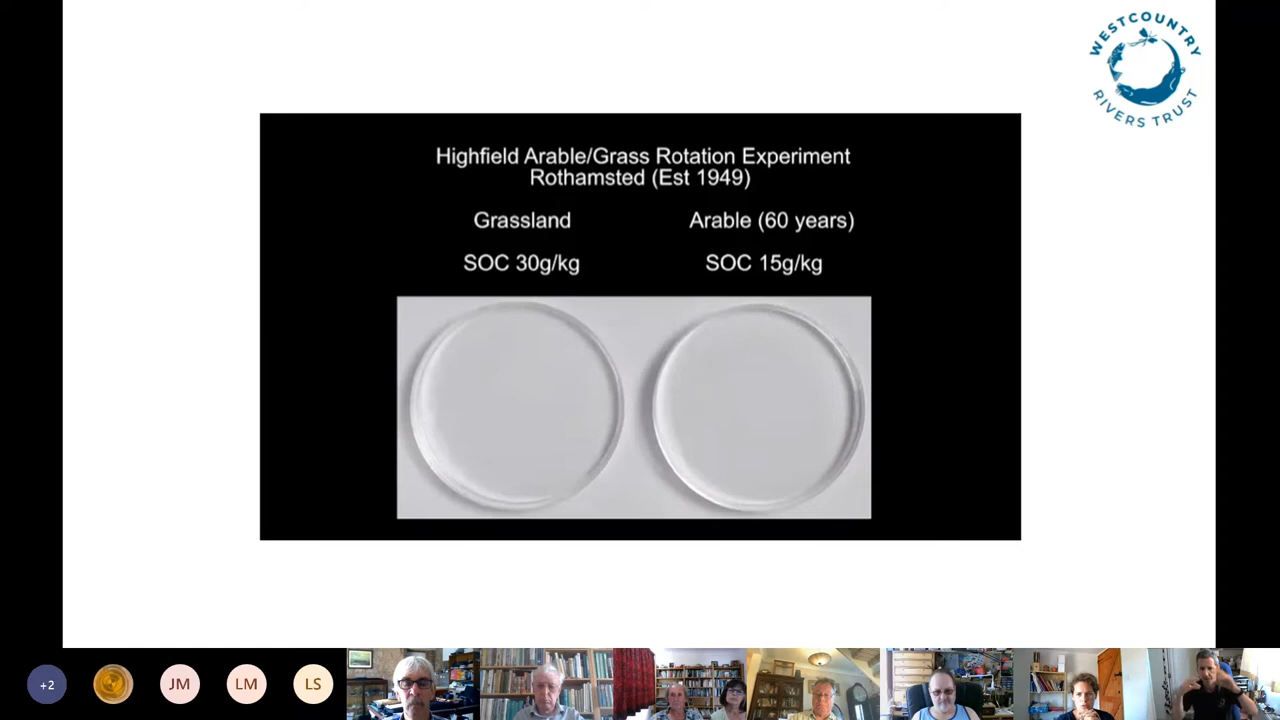 WESTCOUNTRY
RIVERS TRUST
Highfield Arable/Grass Rotation Experiment
Rothamsted (Est 1949)
Grassland
Arable (60 years)
SOC 30g/kg
SOC 15g/kg
+2
JM
LM
LS